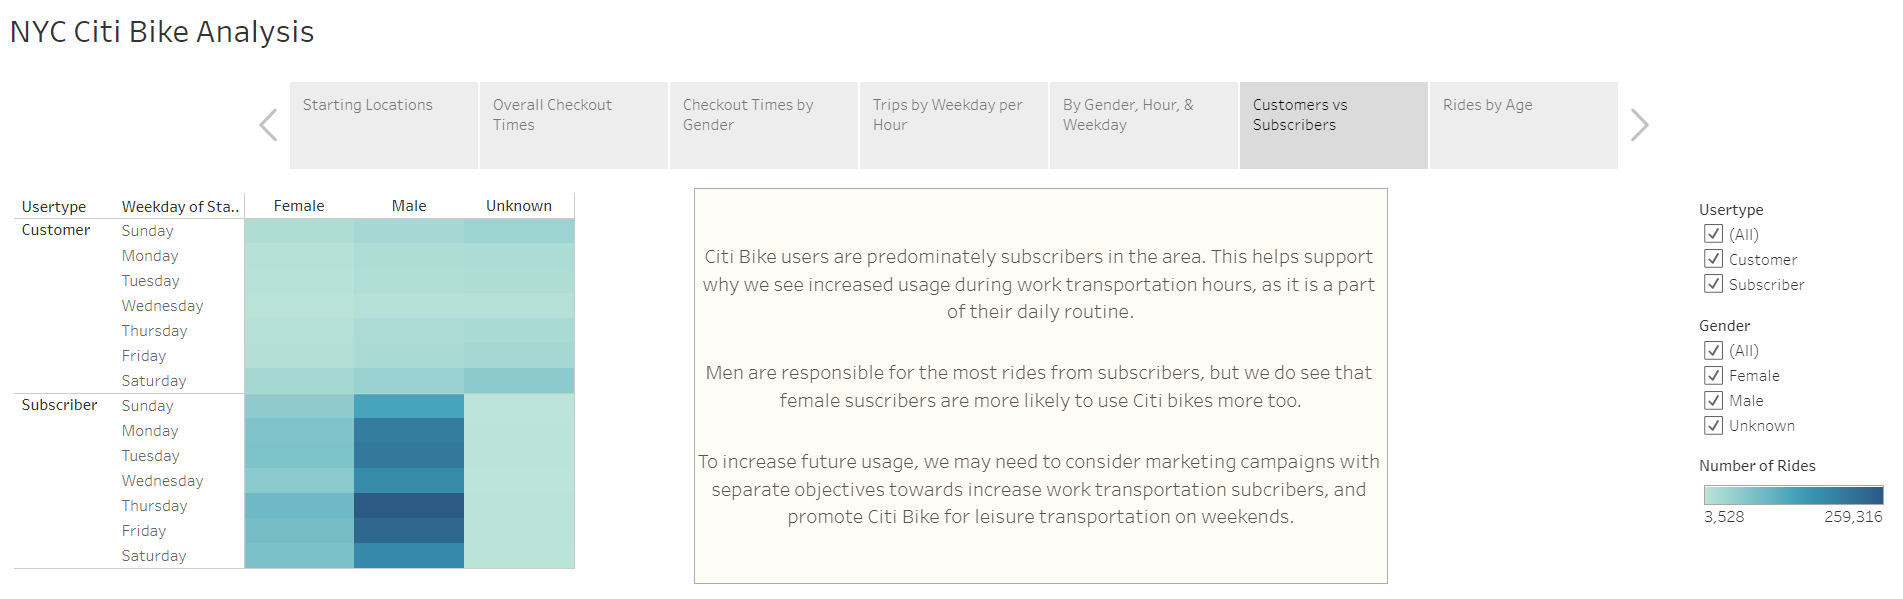 NYC Citi Bike Analysis
Starting Locations
Overall Checkout
Times
Checkout Times by
Gender
Trips by Weekday per
Hour
By Gender, Hour, &
Weekday
Customers vs
Subscribers
Rides by Age
Usertype Weekday of Sta.. Female Male Unknown
Customer Sunday
Monday
Tuesday
Wednesday
Thursday
Friday
Saturday
Subscriber Sunday
Monday
Tuesday
Wednesday
Thursday
Friday
Saturday
Citi Bike users are predominately subscribers in the area. This helps support
why we see increased usage during work transportation hours, as it is a part
of their daily routine.
Men are responsible for the most rides from subscribers, but we do see that
female suscribers are more likely to use Citi bikes more too.
To increase future usage, we may need to consider marketing campaigns with
separate objectives towards increase work transportation subcribers, and
promote Citi Bike for leisure transportation on weekends.
Usertype
(All)
Customer
Subscriber
Gender
(All)
Female
Male
Unknown
Number of Rides
3,528 259,316